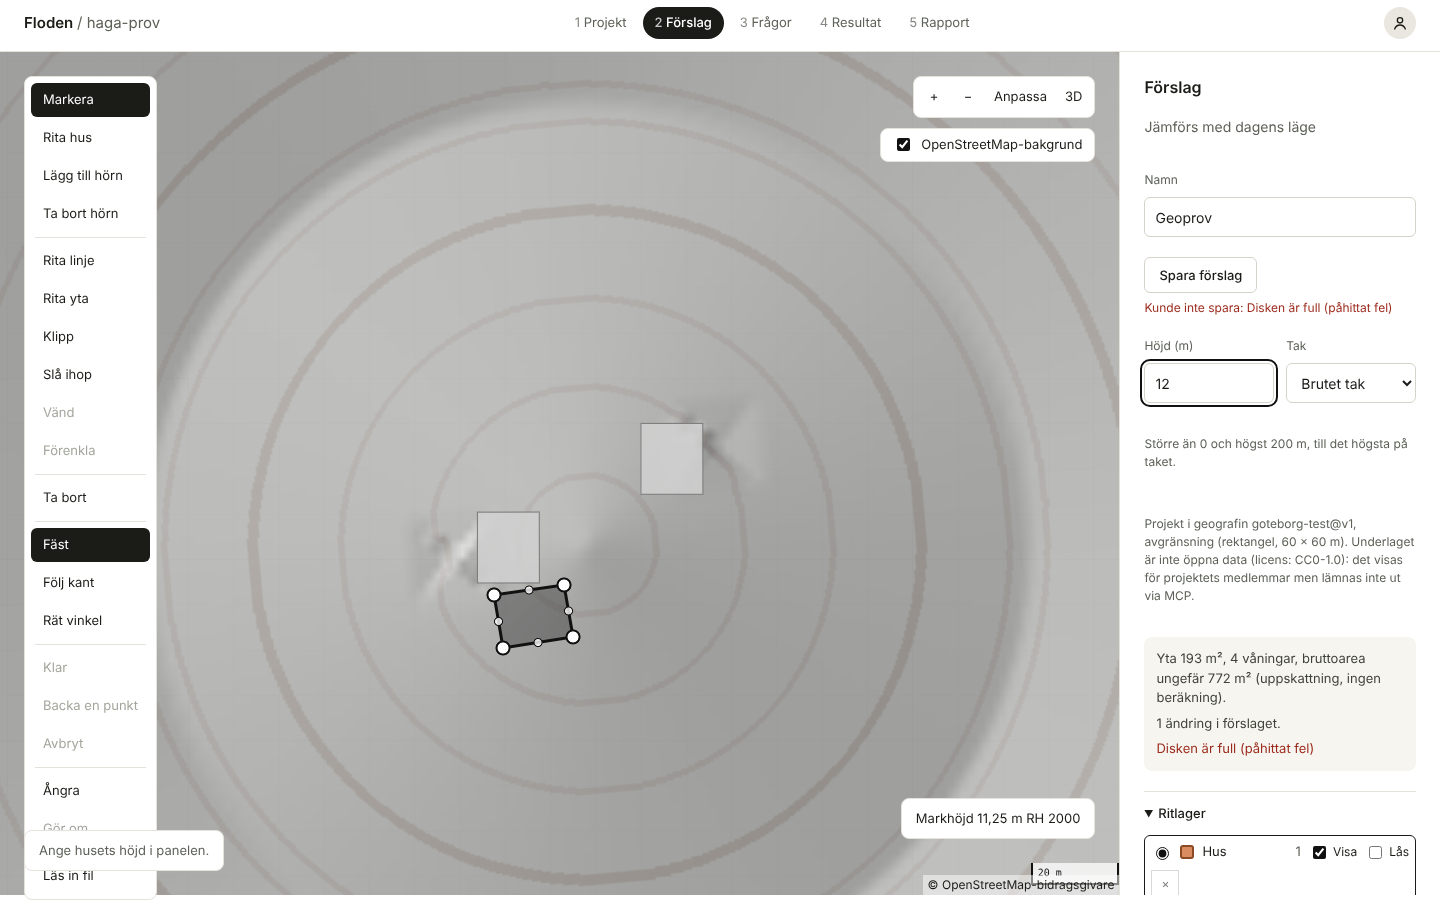 Floden / haga-prov
1 Projekt
2 Förslag
3 Frågor
4 Resultat
5 Rapport
Markera
Rita hus
Lägg till hörn
Ta bort hörn
Rita linje
Rita yta
Klipp
Slå ihop
Vänd
Förenkla
Ta bort
Fäst
Följ kant
Rät vinkel
Klar
Backa en punkt
Avbryt
Ångra
Gör om
Ange husets höjd i panelen.
Läs in fil
+ − Anpassa 3D
OpenStreetMap-bakgrund
Markhöjd 11,25 m RH 2000
20 m
© OpenStreetMap-bidragsgivare
Förslag
Jämförs med dagens läge
Namn
Geoprov
Spara förslag
Kunde inte spara: Disken är full (påhittat fel)
Höjd (m) Tak
12 Brutet tak
Större än 0 och högst 200 m, till det högsta på
taket.
Projekt i geografin goteborg-test@v1,
avgränsning (rektangel, 60 × 60 m). Underlaget
är inte öppna data (licens: CC0-1.0): det visas
för projektets medlemmar men lämnas inte ut
via MCP.
Yta 193 m², 4 våningar, bruttoarea
ungefär 772 m² (uppskattning, ingen
beräkning).
1 ändring i förslaget.
Disken är full (påhittat fel)
▼ Ritlager
Hus 1 Visa Lås
×